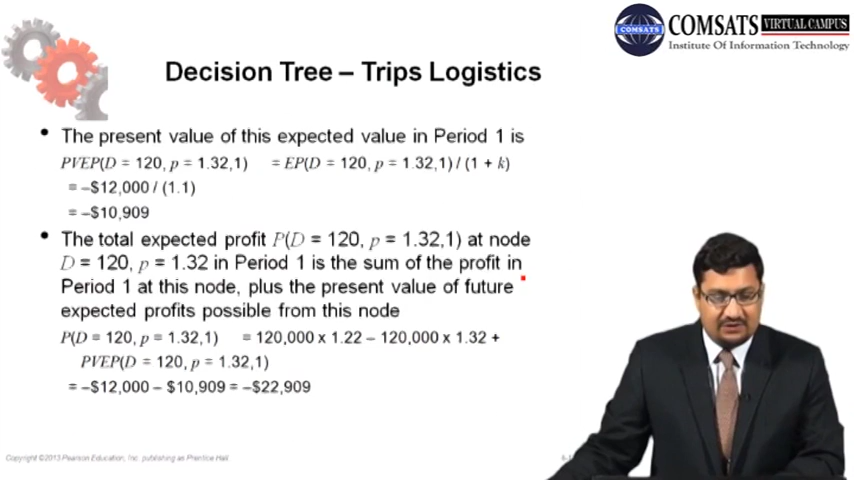 COMSATS VIRTUAL CAMPUS
COMSATS
Institute Of Information Technology
Decision Tree – Trips Logistics
• The present value of this expected value in Period 1 is
PVEP(D = 120, p = 1.32,1) = EP(D = 120, p = 1.32,1) / (1 + k)
= –$12,000 / (1.1)
= –$10,909
• The total expected profit P(D = 120, p = 1.32,1) at node
D = 120, p = 1.32 in Period 1 is the sum of the profit in
Period 1 at this node, plus the present value of future
expected profits possible from this node
P(D = 120, p = 1.32,1) = 120,000 x 1.22 – 120,000 x 1.32 +
PVEP(D = 120, p = 1.32,1)
= –$12,000 – $10,909 = –$22,909
Copyright ©2013 Pearson Education, Inc. publishing as Prentice Hall.